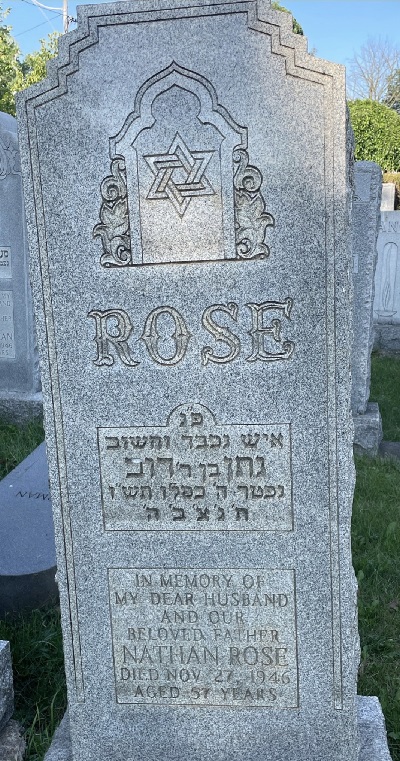 ROSE
פנ
איש נכבד וחשוב
נתן בן ר' דוב
נפטר ה' כסלו תש"ז
ת'נ'צ'ב'ה'
IN MEMORY OF
MY DEAR HUSBAND
AND OUR
BELOVED FATHER
NATHAN ROSE
DIED NOV. 27, 1946
AGED 57 YEARS